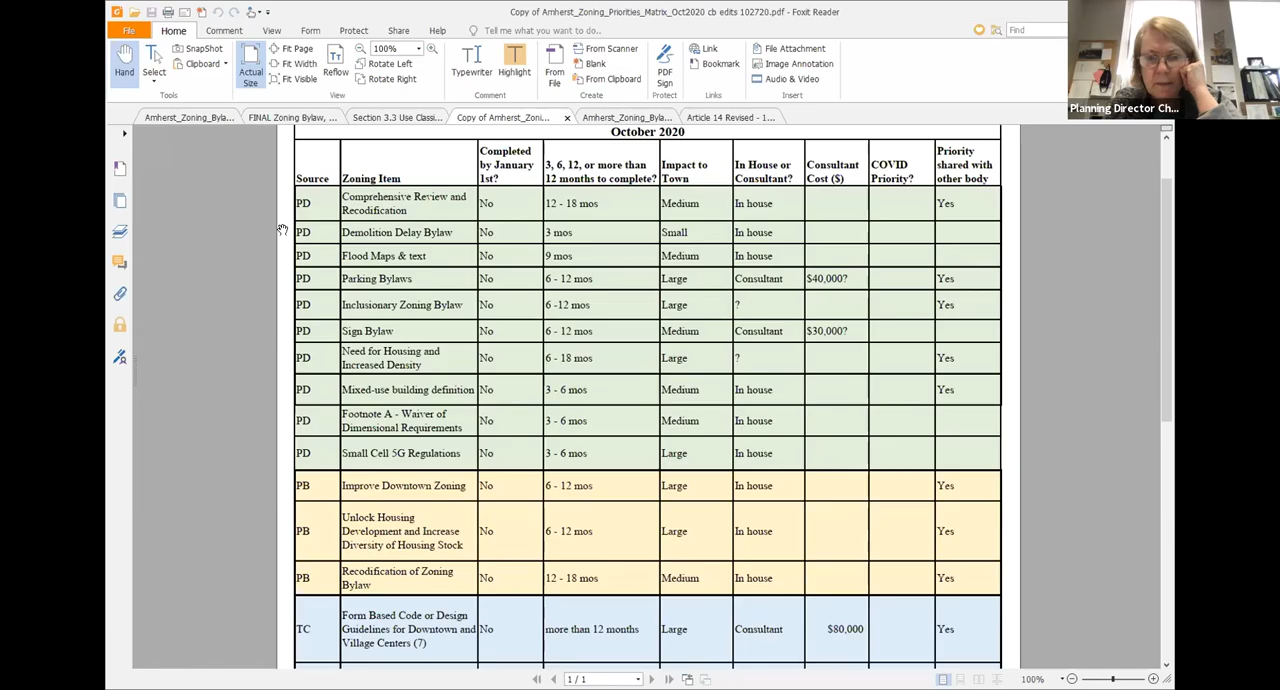 Copy of Amherst_Zoning_Priorities_Matrix_Oct2020 cb edits 102720.pdf - Foxit Reader
File Home Comment View Form Protect Share Help Tell me what you want to do... Find
Hand Select SnapShot Clipboard Actual Size Fit Page Fit Width Fit Visible Reflow 100% Rotate Left Rotate Right Typewriter Highlight From File From Scanner Blank From Clipboard PDF Sign Link Bookmark File Attachment Image Annotation Audio & Video
Tools View Comment Create Protect Links Insert
Planning Director Ch...
Amherst_Zoning_Byla... FINAL Zoning Bylaw, ... Section 3.3 Use Classi... Copy of Amherst_Zoni... Amherst_Zoning_Byla... Article 14 Revised - 1...
October 2020
Source Zoning Item Completed by January 1st? 3, 6, 12, or more than 12 months to complete? Impact to Town In House or Consultant? Consultant Cost ($) COVID Priority? Priority shared with other body
PD Comprehensive Review and Recodification No 12 - 18 mos Medium In house Yes
PD Demolition Delay Bylaw No 3 mos Small In house
PD Flood Maps & text No 9 mos Medium In house
PD Parking Bylaws No 6 - 12 mos Large Consultant $40,000? Yes
PD Inclusionary Zoning Bylaw No 6 -12 mos Large ? Yes
PD Sign Bylaw No 6 - 12 mos Medium Consultant $30,000?
PD Need for Housing and Increased Density No 6 - 18 mos Large ? Yes
PD Mixed-use building definition No 3 - 6 mos Medium In house Yes
PD Footnote A - Waiver of Dimensional Requirements No 3 - 6 mos Medium In house
PD Small Cell 5G Regulations No 3 - 6 mos Large In house
PB Improve Downtown Zoning No 6 - 12 mos Large In house Yes
PB Unlock Housing Development and Increase Diversity of Housing Stock No 6 - 12 mos Large In house Yes
PB Recodification of Zoning Bylaw No 12 - 18 mos Medium In house Yes
TC Form Based Code or Design Guidelines for Downtown and Village Centers (7) No more than 12 months Large Consultant $80,000 Yes
1 / 1 100%